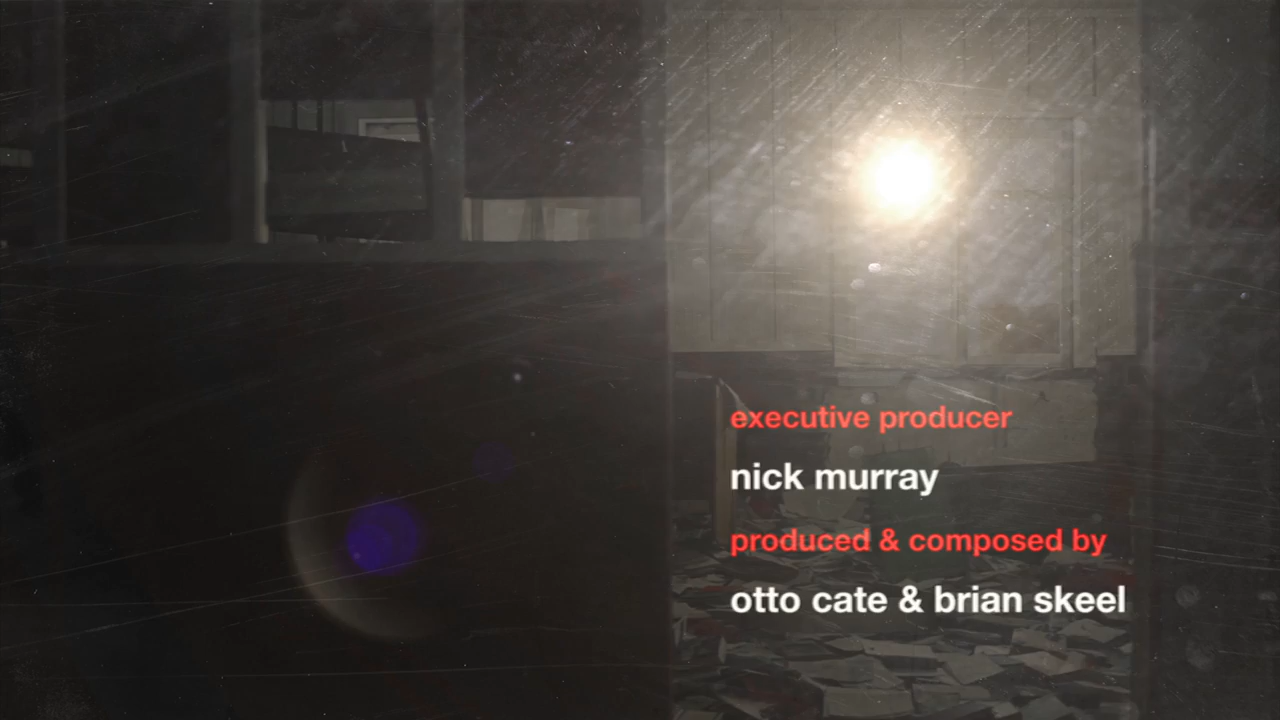 executive producer
nick murray
produced & composed by
otto cate & brian skeel